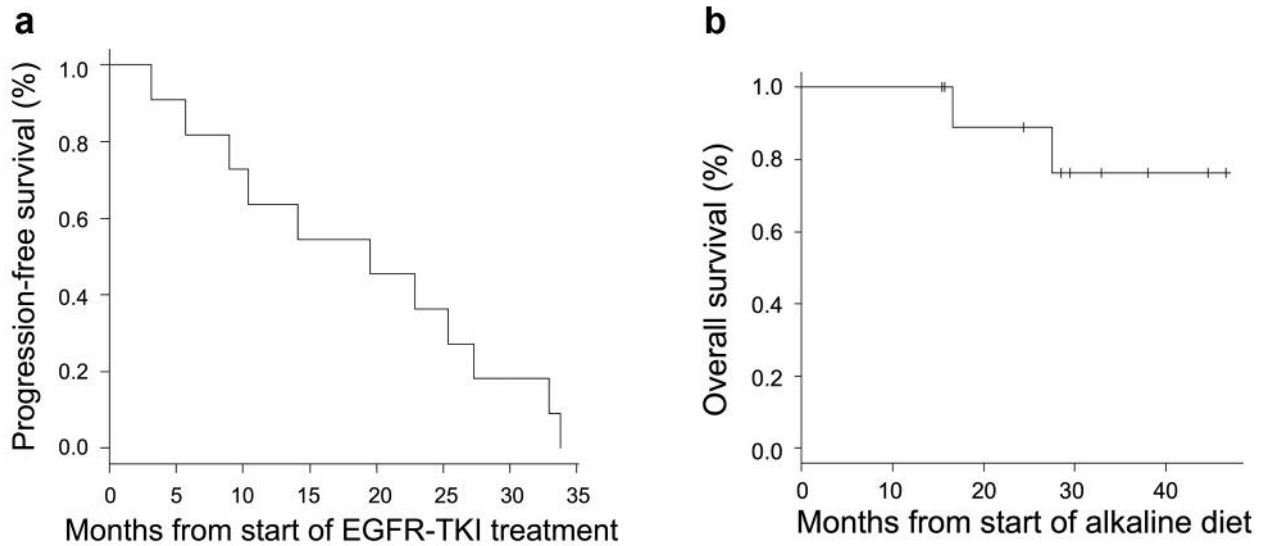 a
Progression-free survival (%)
1.0
0.8
0.6
0.4
0.2
0.0
0 5 10 15 20 25 30 35
Months from start of EGFR-TKI treatment
b
Overall survival (%)
1.0
0.8
0.6
0.4
0.2
0.0
0 10 20 30 40
Months from start of alkaline diet